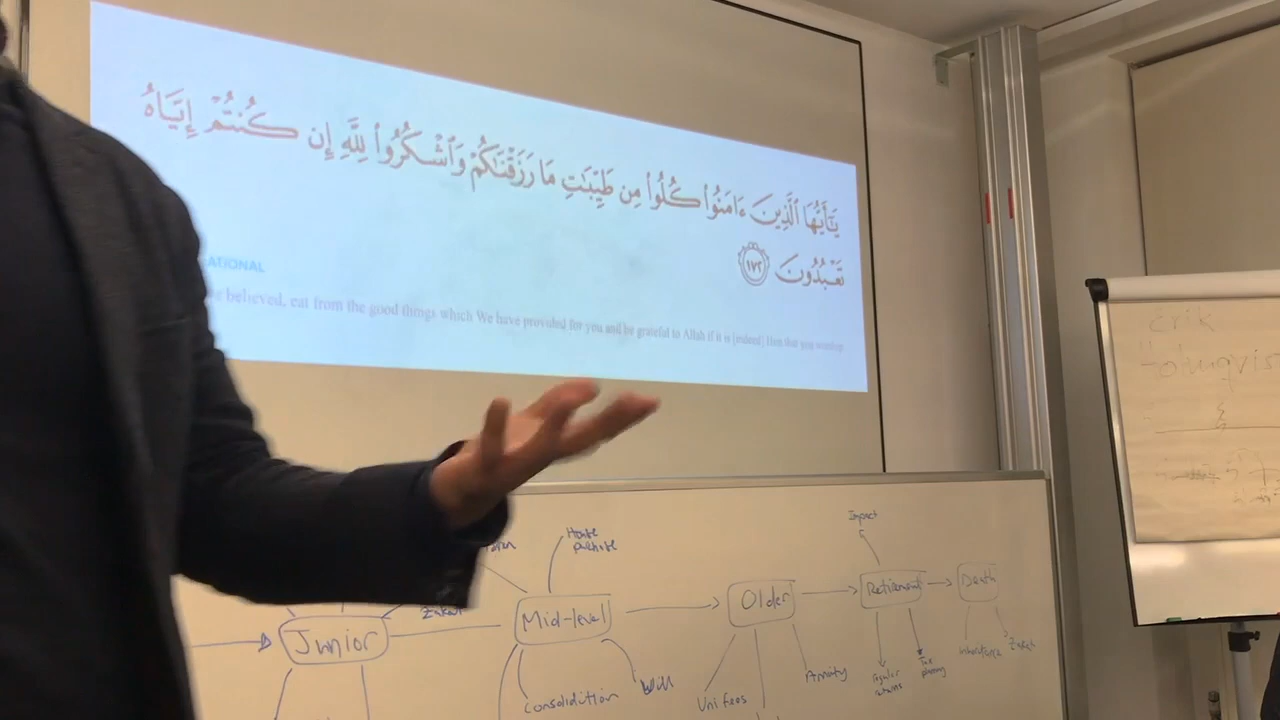 يَـٰٓأَيُّهَا ٱلَّذِينَ ءَامَنُوا۟ كُلُوا۟ مِن طَيِّبَـٰتِ مَا رَزَقْنَـٰكُمْ وَٱشْكُرُوا۟ لِلَّهِ إِن كُنتُمْ إِيَّاهُ
تَعْبُدُونَ ١٧٢
ATIONAL
believed, eat from the good things which We have provided for you and be grateful to Allah if it is [indeed] Him that you worship
Impact
House
Junior
Zakat
Mid-level
Older
Retirement
Death
Consolidation
Will
Uni fees
Annuity
Regular
returns
Tax
planning
Inheritance
Zakat
Erik